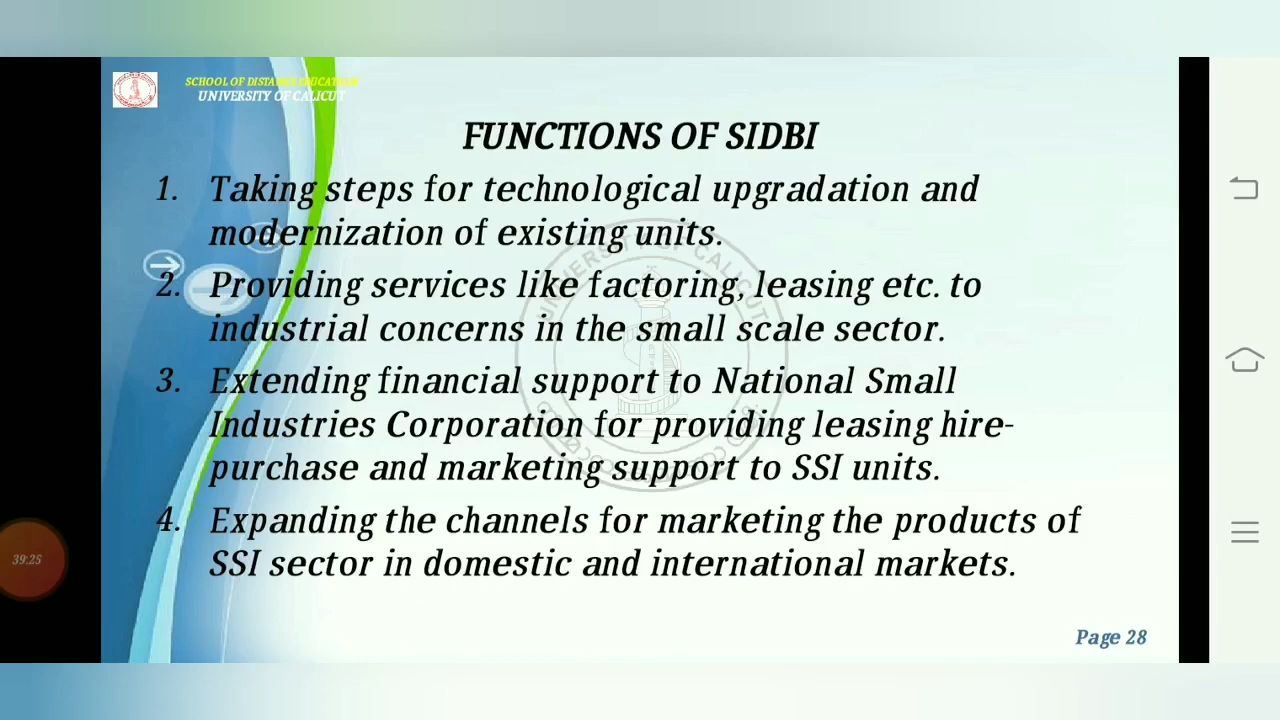 SCHOOL OF DISTANCE EDUCATION
UNIVERSITY OF CALICUT
FUNCTIONS OF SIDBI
1. Taking steps for technological upgradation and
modernization of existing units.
2. Providing services like factoring, leasing etc. to
industrial concerns in the small scale sector.
3. Extending financial support to National Small
Industries Corporation for providing leasing hire-
purchase and marketing support to SSI units.
4. Expanding the channels for marketing the products of
SSI sector in domestic and international markets.
UNIVERSITY OF CALICUT
39:25
Page 28